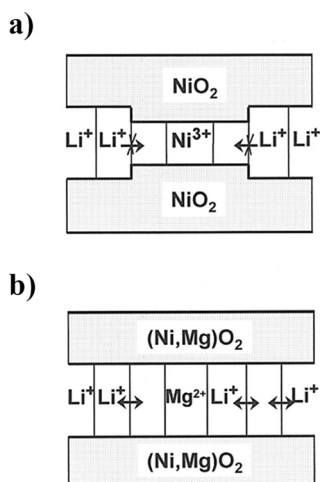 a)
NiO₂
Li⁺ Li⁺ Ni³⁺ Li⁺ Li⁺
NiO₂
b)
(Ni,Mg)O₂
Li⁺ Li⁺ Mg²⁺ Li⁺ Li⁺
(Ni,Mg)O₂